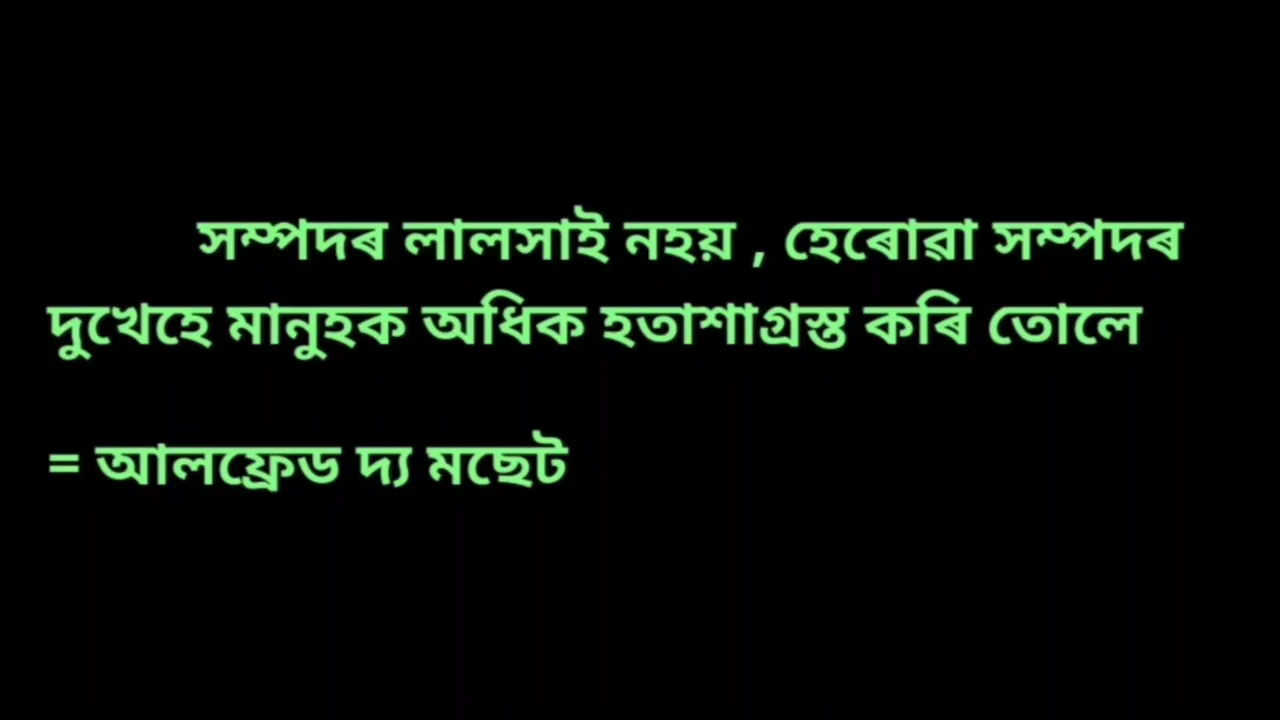 সম্পদৰ লালসাই নহয় , হেৰোৱা সম্পদৰ
দুখেহে মানুহক অধিক হতাশাগ্ৰস্ত কৰি তোলে
= আলফ্ৰেড দ্য মছেট